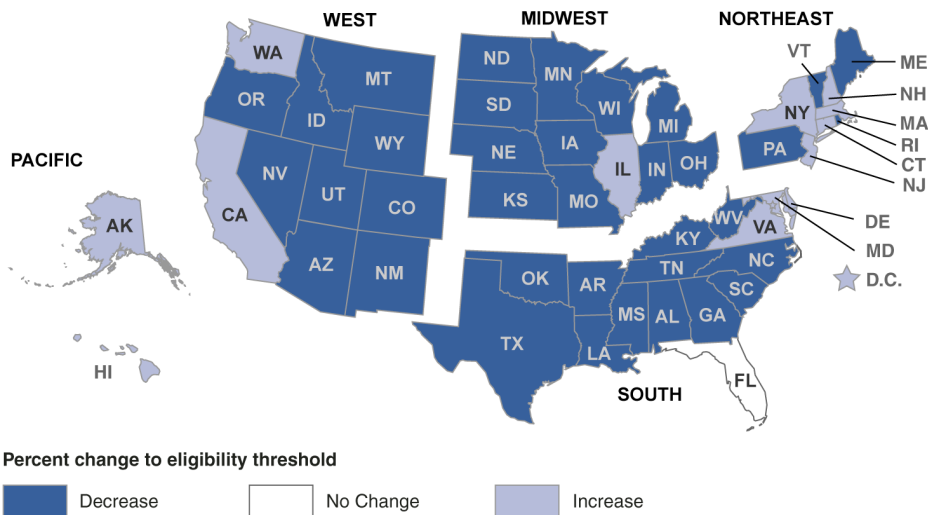 WEST
MIDWEST
NORTHEAST
WA
MT
ND
MN
VT
ME
OR
ID
SD
WI
MI
NY
NH
MA
WY
NE
IA
PA
RI
CT
NJ
PACIFIC
NV
UT
CO
KS
MO
IL
IN
OH
AK
CA
WV
VA
DE
KY
MD
AZ
NM
OK
AR
TN
NC
D.C.
SC
MS
AL
GA
TX
LA
HI
SOUTH
FL
Percent change to eligibility threshold
Decrease
No Change
Increase